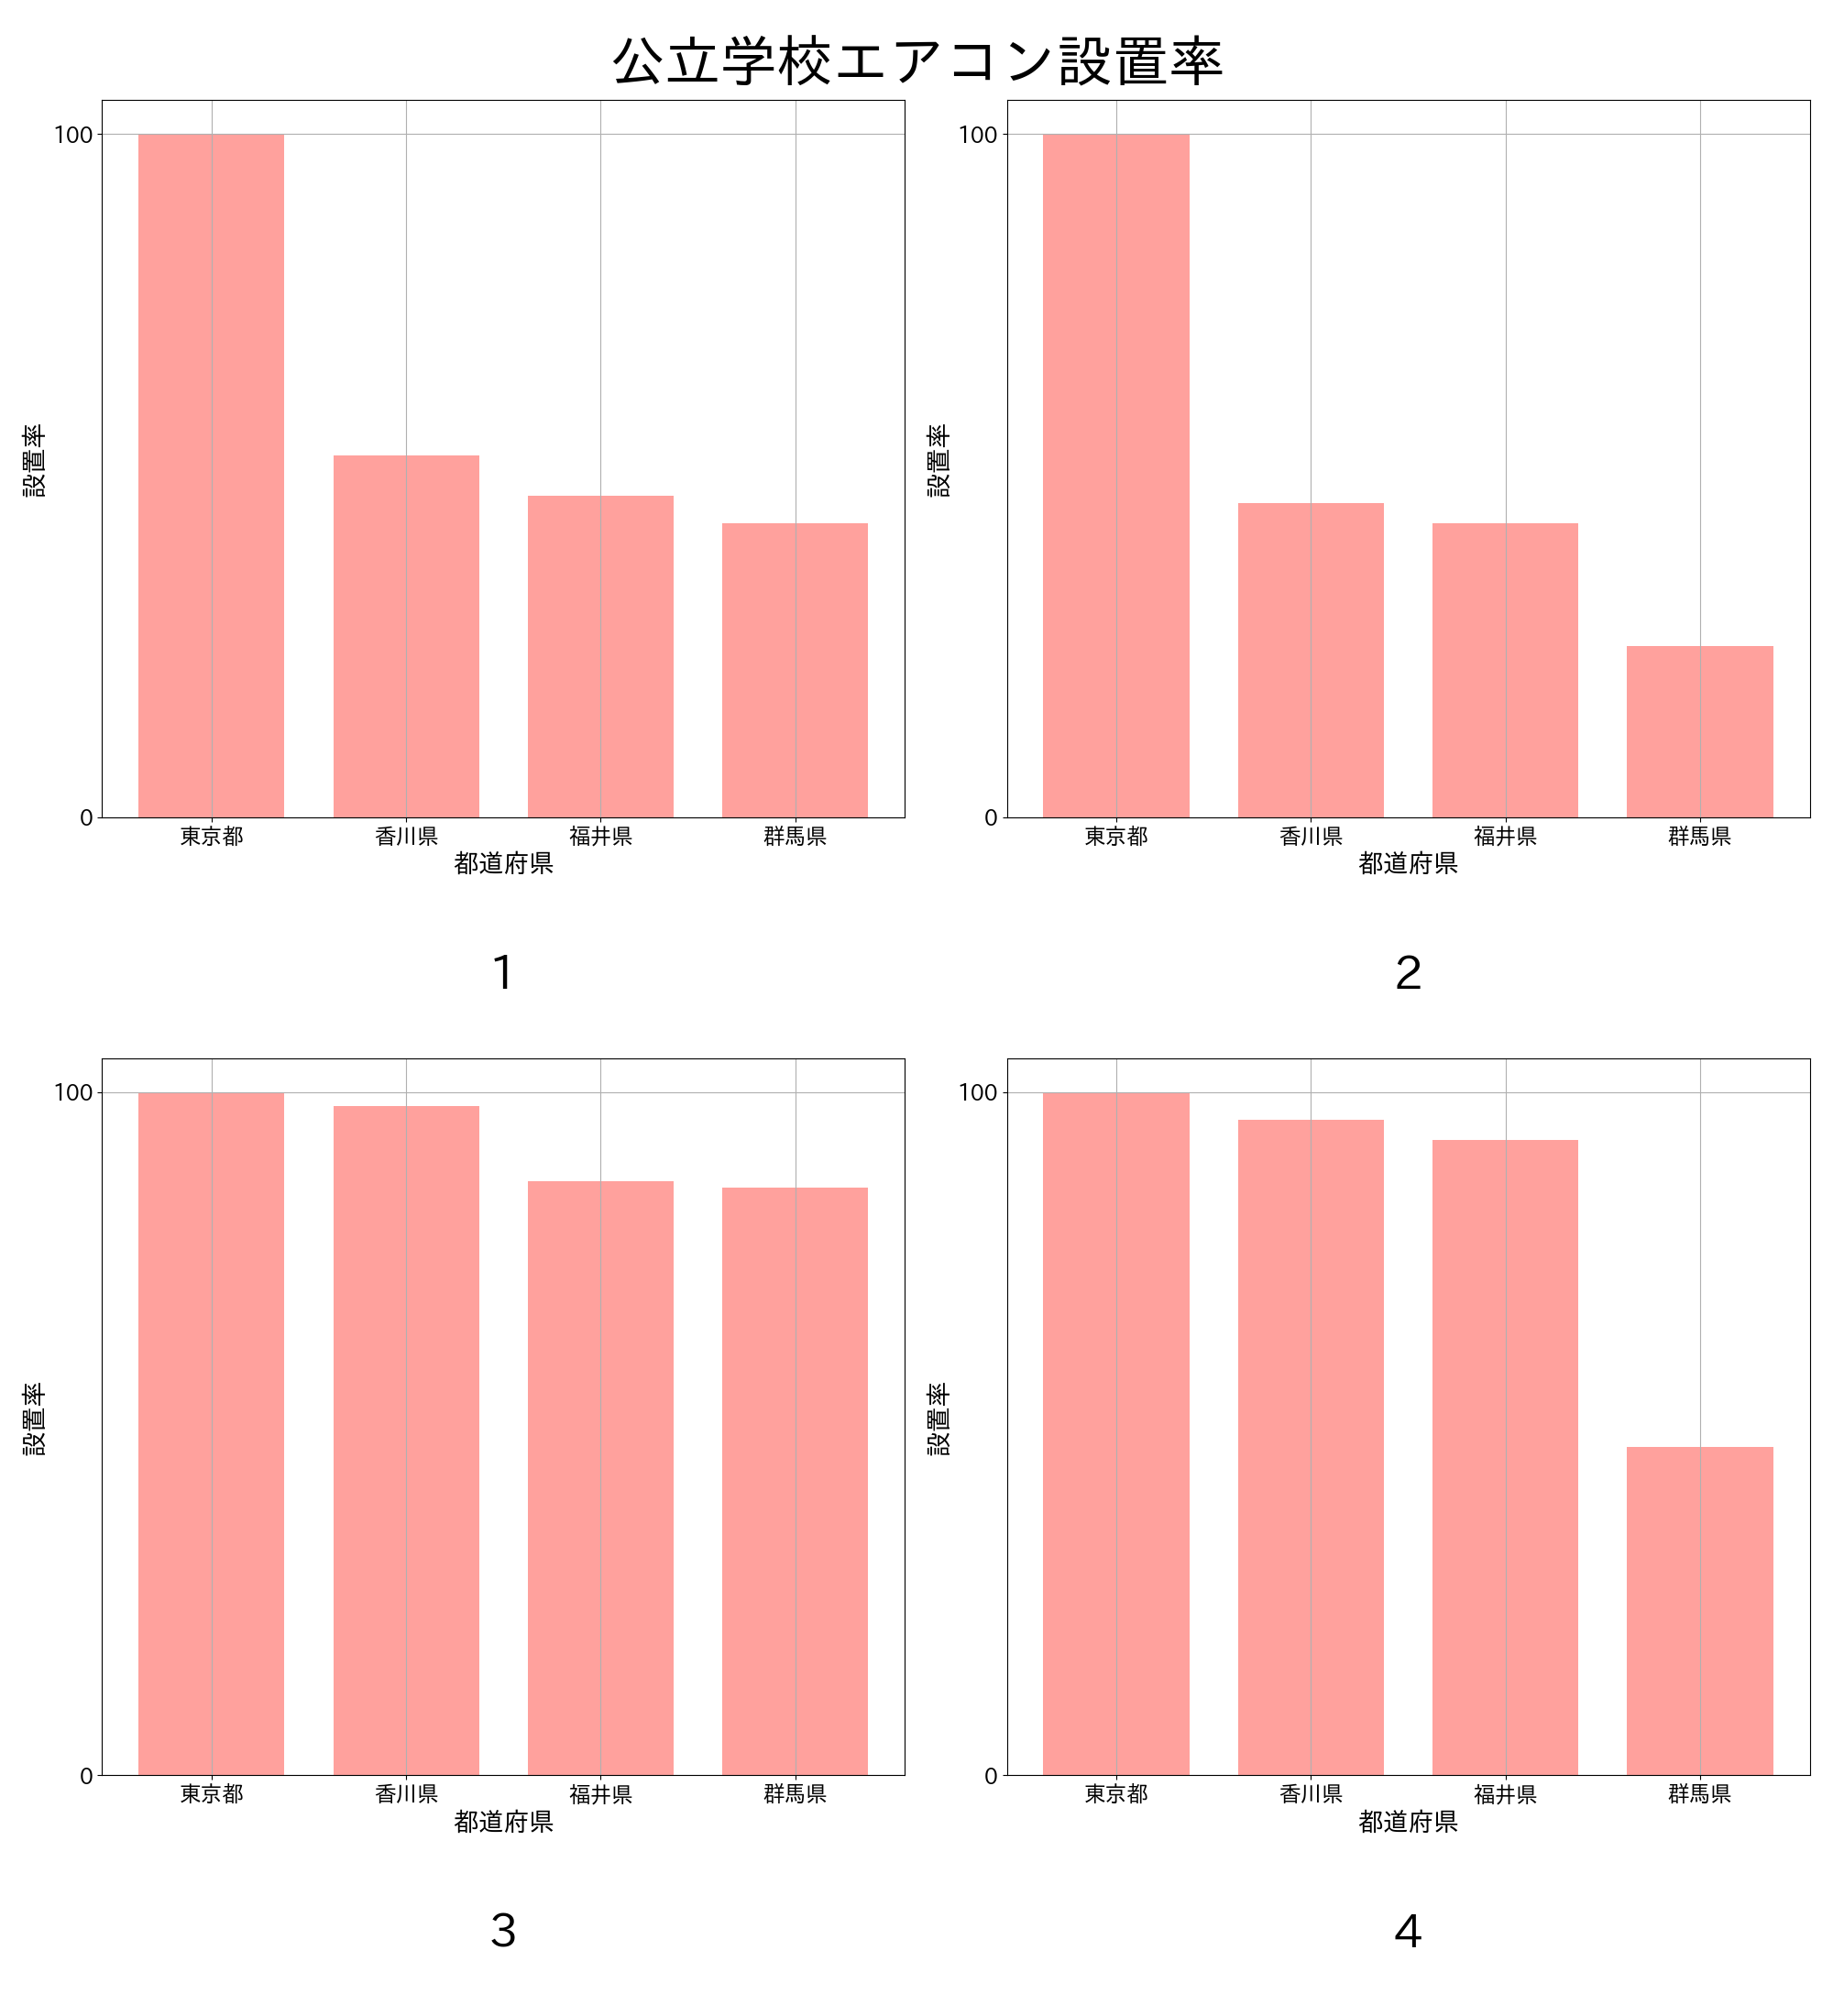 公立学校エアコン設置率
100
0
設置率
東京都 香川県 福井県 群馬県
都道府県
1
100
0
設置率
東京都 香川県 福井県 群馬県
都道府県
2
100
0
設置率
東京都 香川県 福井県 群馬県
都道府県
3
100
0
設置率
東京都 香川県 福井県 群馬県
都道府県
4